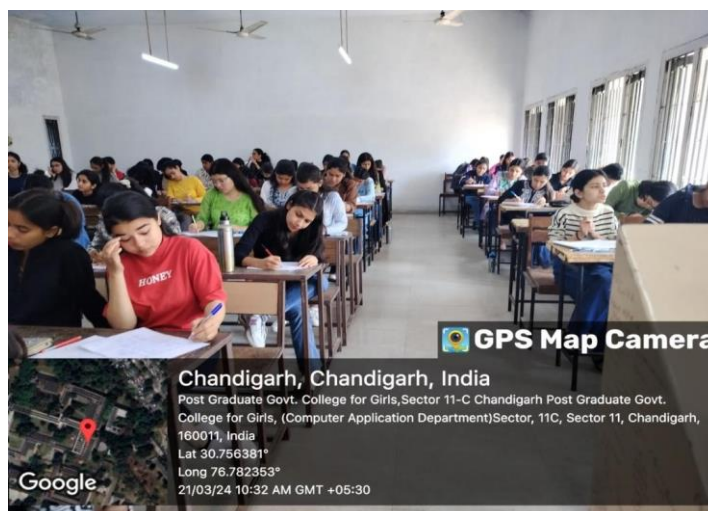 HONEY
GPS Map Camera
Chandigarh, Chandigarh, India
Post Graduate Govt. College for Girls,Sector 11-C Chandigarh Post Graduate Govt.
College for Girls, (Computer Application Department)Sector, 11C, Sector 11, Chandigarh,
160011, India
Lat 30.756381°
Long 76.782353°
21/03/24 10:32 AM GMT +05:30
Google